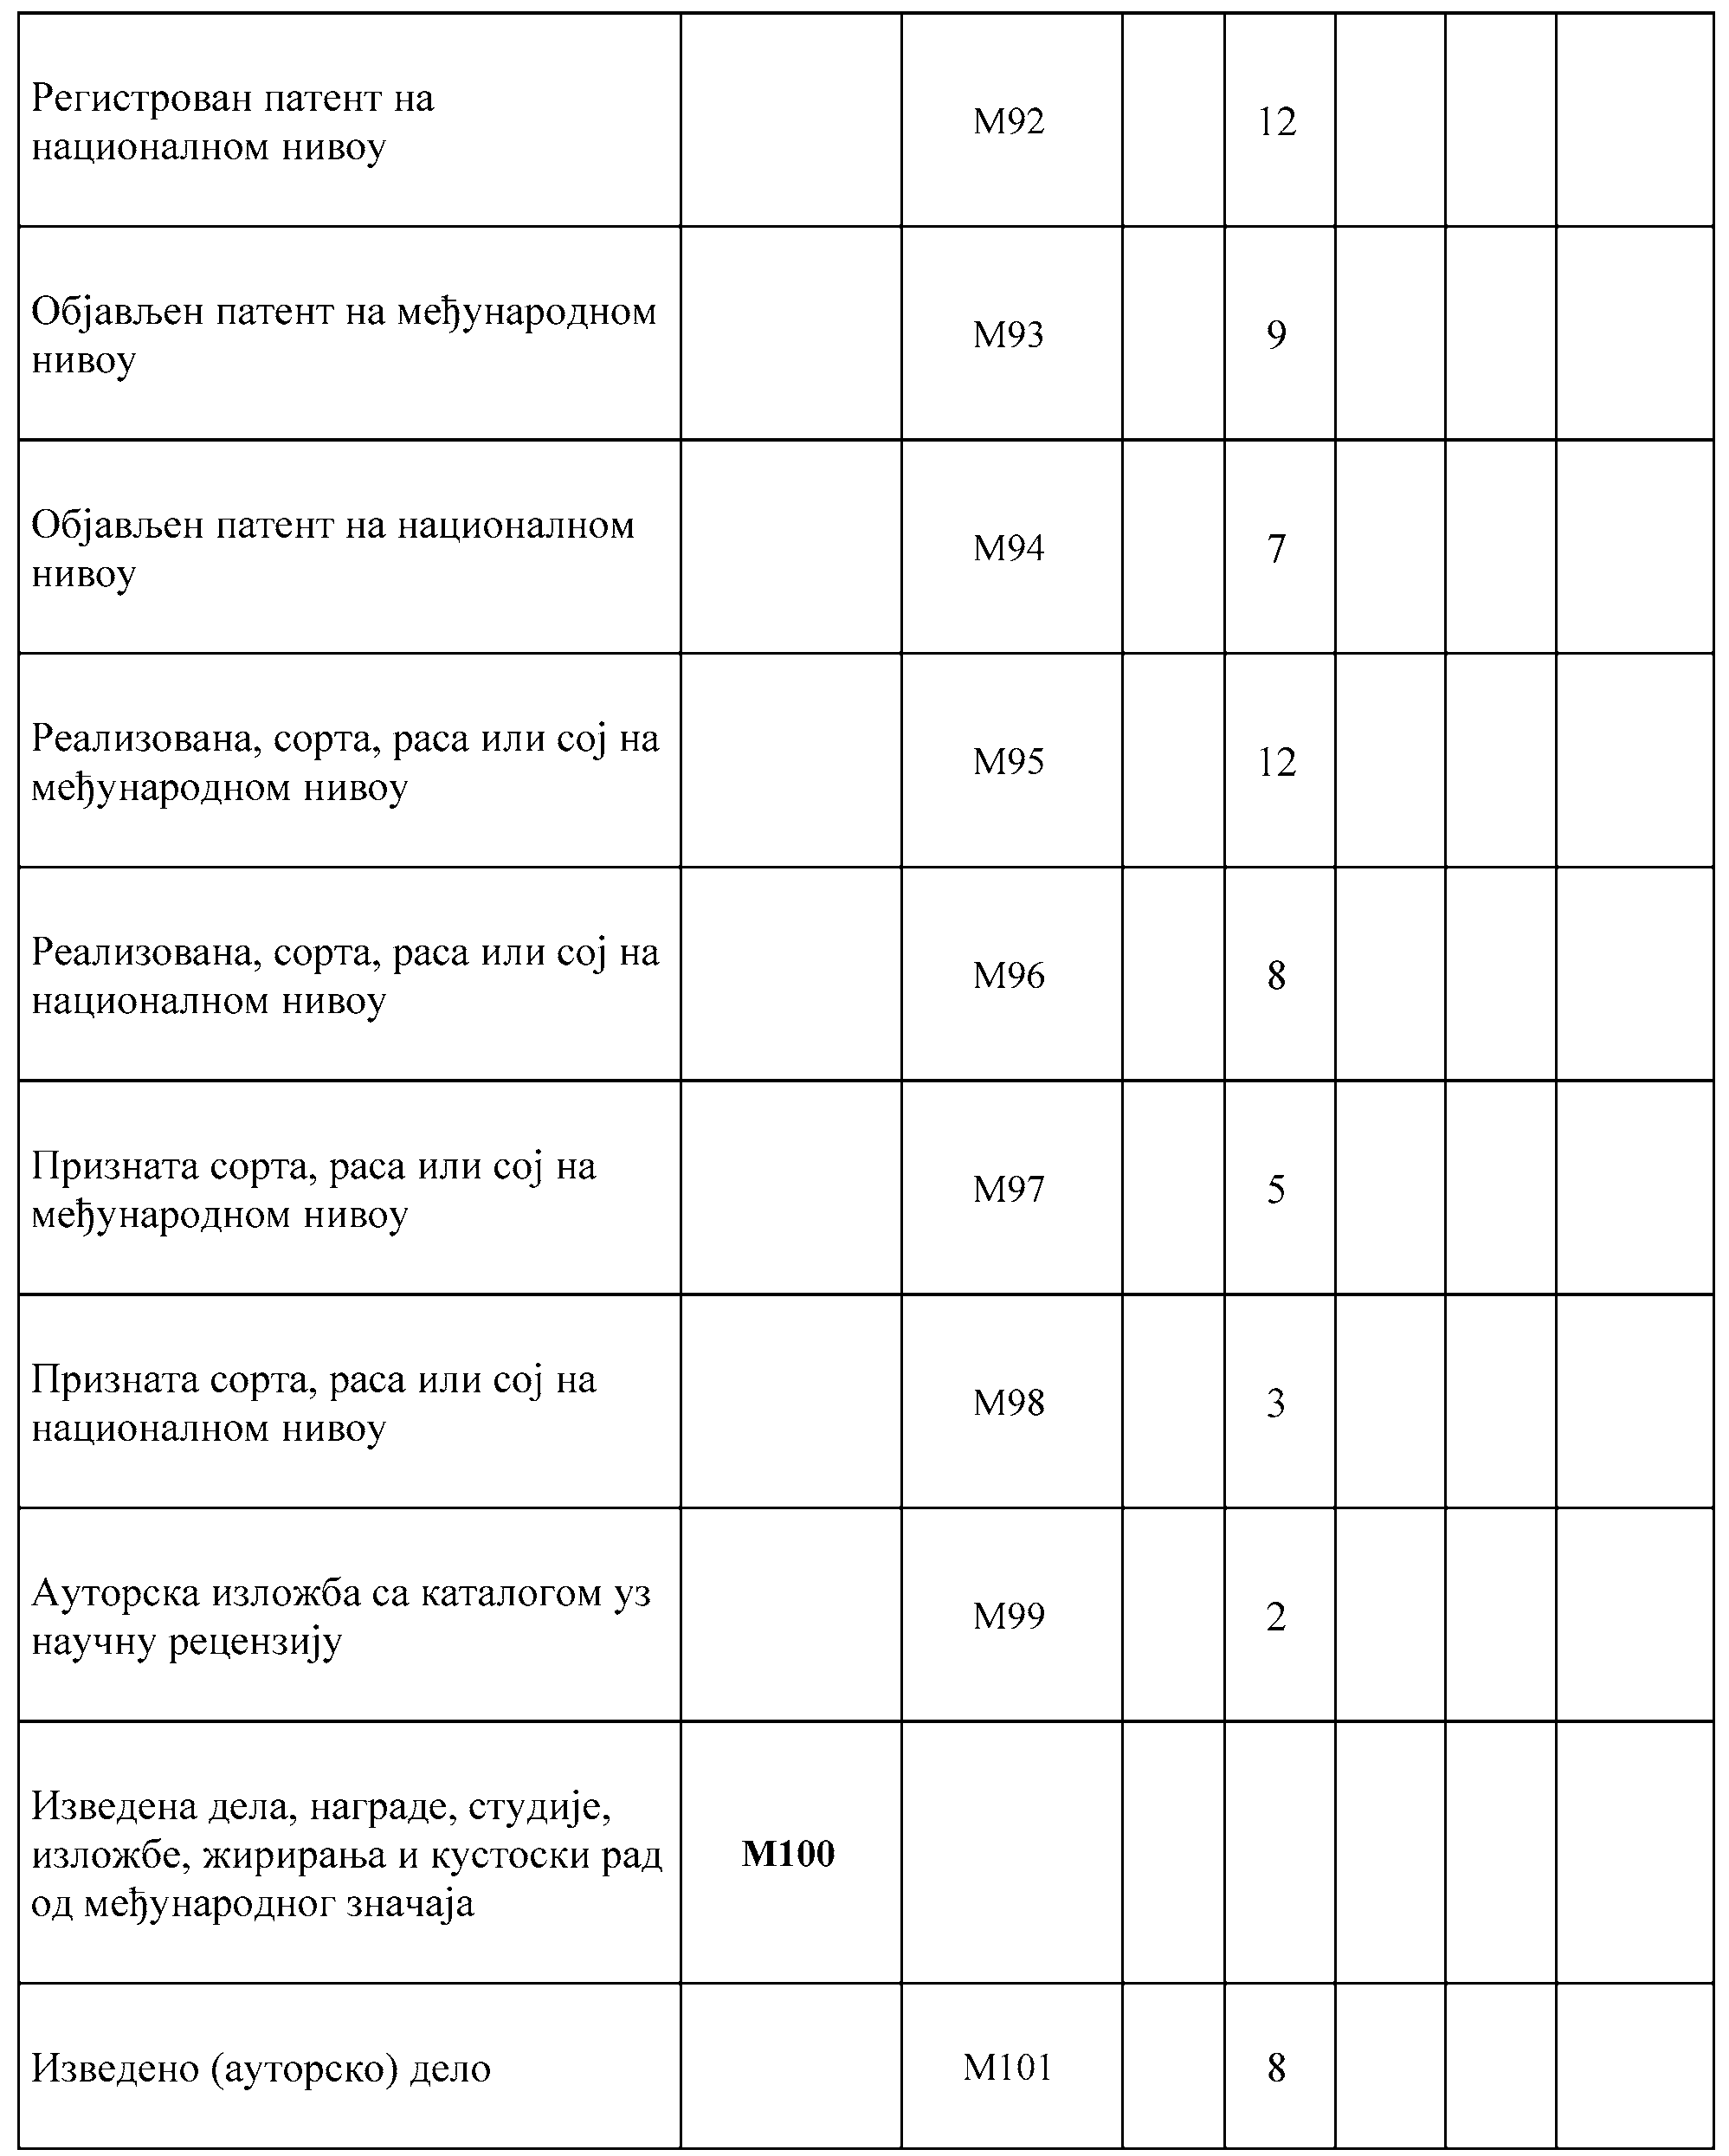 Регистрован патент на
националном нивоу
М92
12
Објављен патент на међународном
нивоу
М93
9
Објављен патент на националном
нивоу
М94
7
Реализована, сорта, раса или сој на
међународном нивоу
М95
12
Реализована, сорта, раса или сој на
националном нивоу
М96
8
Призната сорта, раса или сој на
међународном нивоу
М97
5
Призната сорта, раса или сој на
националном нивоу
М98
3
Ауторска изложба са каталогом уз
научну рецензију
М99
2
Изведена дела, награде, студије,
изложбе, жирирања и кустоски рад
од међународног значаја
М100
Изведено (ауторско) дело
М101
8